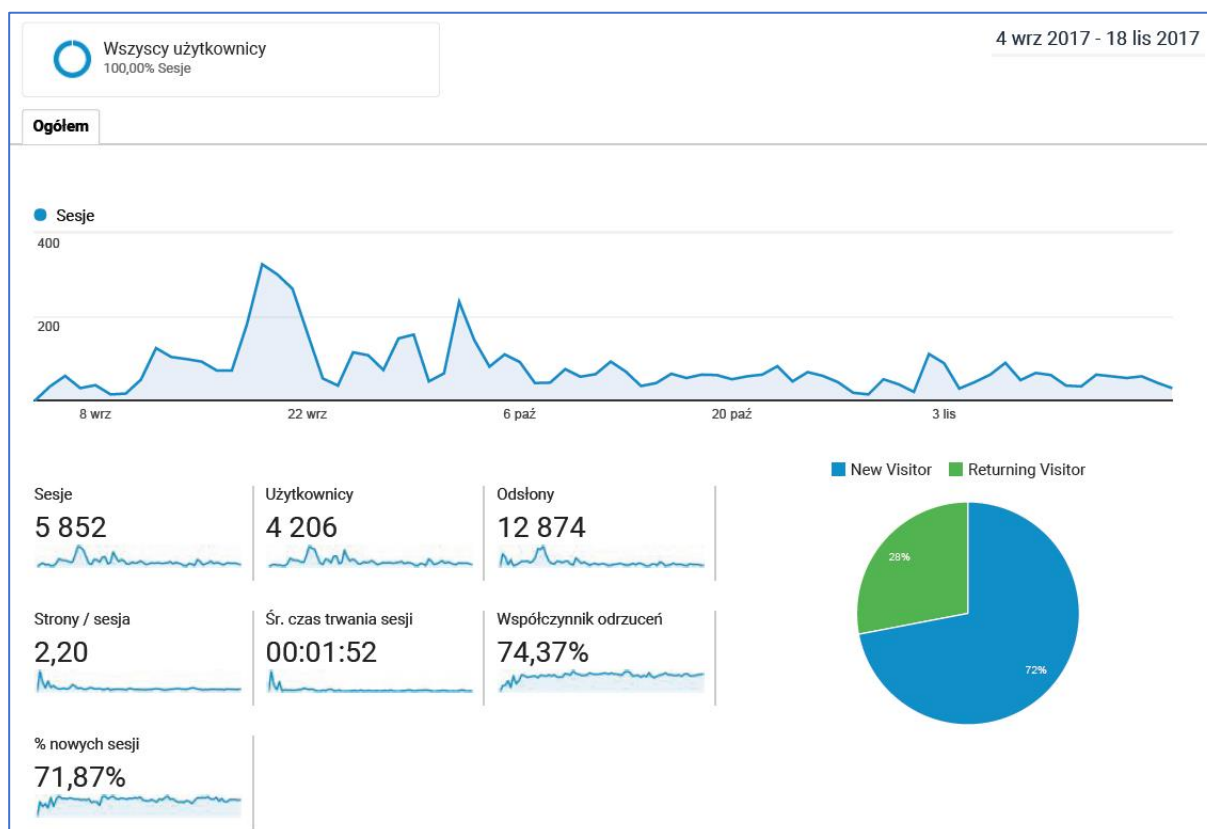 Wszyscy użytkownicy
100,00% Sesje
4 wrz 2017 - 18 lis 2017
Ogółem
Sesje
400
200
8 wrz
22 wrz
6 paź
20 paź
3 lis
New Visitor
Returning Visitor
Sesje
5 852
Użytkownicy
4 206
Odsłony
12 874
28%
72%
Strony / sesja
2,20
Śr. czas trwania sesji
00:01:52
Współczynnik odrzuceń
74,37%
% nowych sesji
71,87%